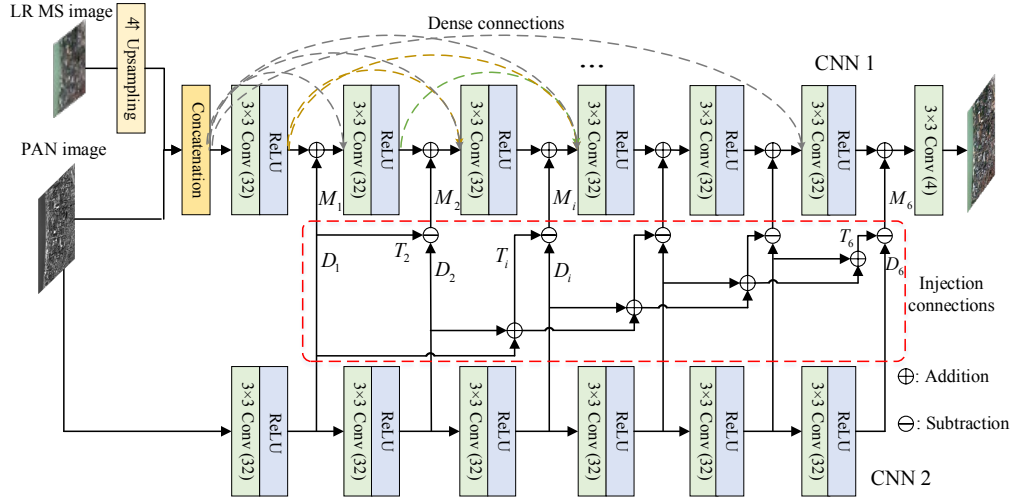 LR MS image
4↑ Upsampling
Dense connections
...
CNN 1
PAN image
Concatenation
3×3 Conv (32)
ReLU
3×3 Conv (32)
ReLU
3×3 Conv (32)
ReLU
3×3 Conv (32)
ReLU
3×3 Conv (32)
ReLU
3×3 Conv (32)
ReLU
3×3 Conv (4)
M1
M2
Mi
M6
D1
T2
D2
Ti
Di
T6
D6
Injection
connections
⊕: Addition
⊖: Subtraction
3×3 Conv (32)
ReLU
3×3 Conv (32)
ReLU
3×3 Conv (32)
ReLU
3×3 Conv (32)
ReLU
3×3 Conv (32)
ReLU
3×3 Conv (32)
ReLU
CNN 2